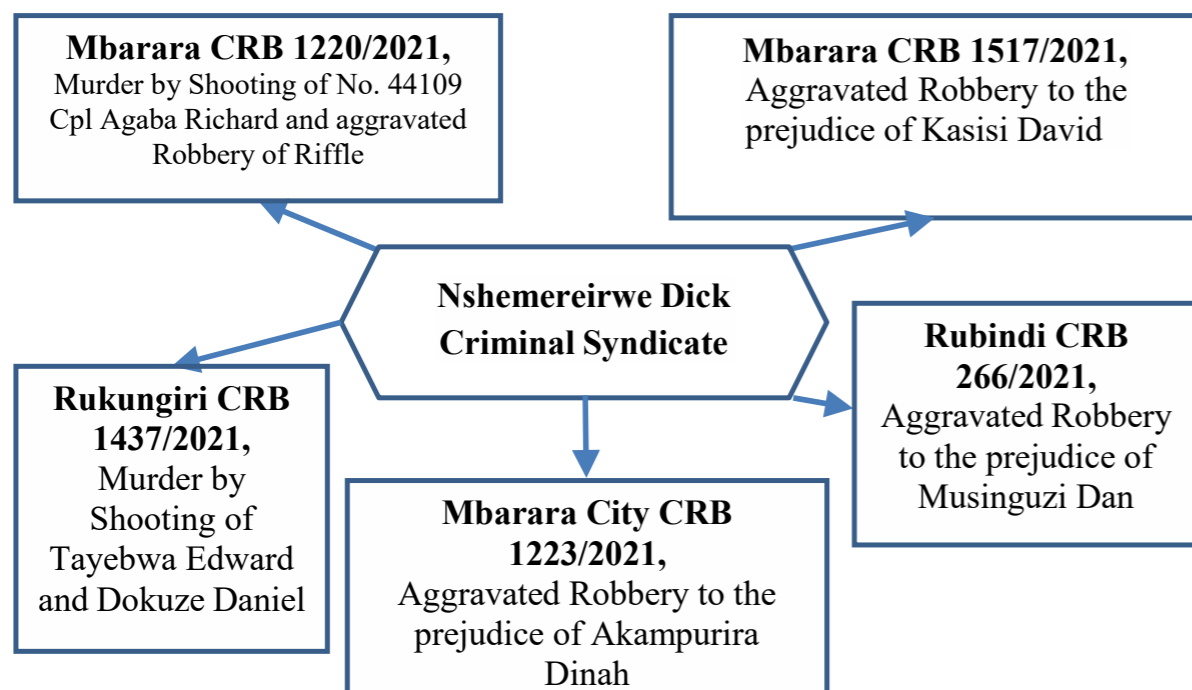 Mbarara CRB 1220/2021,
Murder by Shooting of No. 44109
Cpl Agaba Richard and aggravated
Robbery of Riffle
Mbarara CRB 1517/2021,
Aggravated Robbery to the
prejudice of Kasisi David
Nshemereirwe Dick
Criminal Syndicate
Rukungiri CRB
1437/2021,
Murder by
Shooting of
Tayebwa Edward
and Dokuze Daniel
Mbarara City CRB
1223/2021,
Aggravated Robbery to the
prejudice of Akampurira
Dinah
Rubindi CRB
266/2021,
Aggravated Robbery
to the prejudice of
Musinguzi Dan